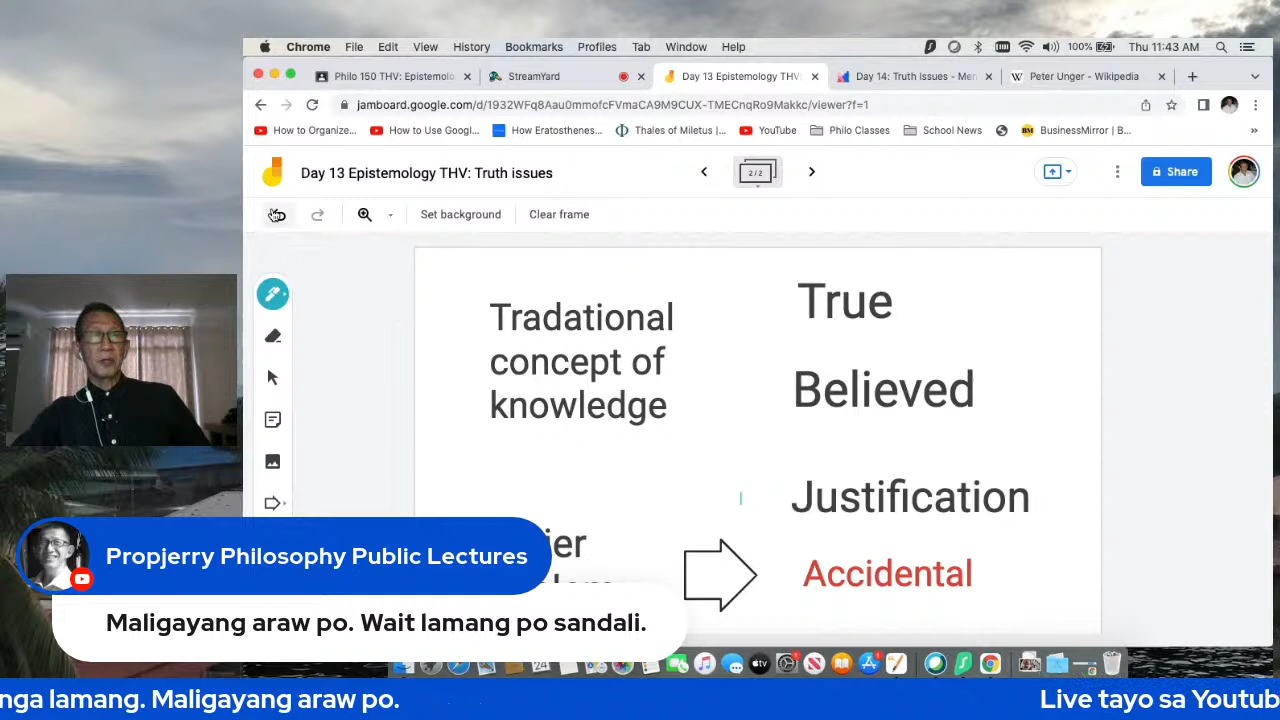 Chrome File Edit View History Bookmarks Profiles Tab Window Help
100% Thu 11:43 AM
Philo 150 THV: Epistemolo
StreamYard
Day 13 Epistemology THV:
Day 14: Truth Issues - Men
Peter Unger - Wikipedia
jamboard.google.com/d/1932WFq8Aau0mmofcFVmaCA9M9CUX-TMECnqRo9Makkc/viewer?f=1
How to Organize...
How to Use Googl...
How Eratosthenes...
Thales of Miletus |...
YouTube
Philo Classes
School News
BusinessMirror | B...
»
Day 13 Epistemology THV: Truth issues
2 / 2
Share
Set background
Clear frame
Tradational
concept of
knowledge
True
Believed
Justification
ier
Accidental
Propjerry Philosophy Public Lectures
Maligayang araw po. Wait lamang po sandali.
24
nga lamang. Maligayang araw po.
Live tayo sa Youtub